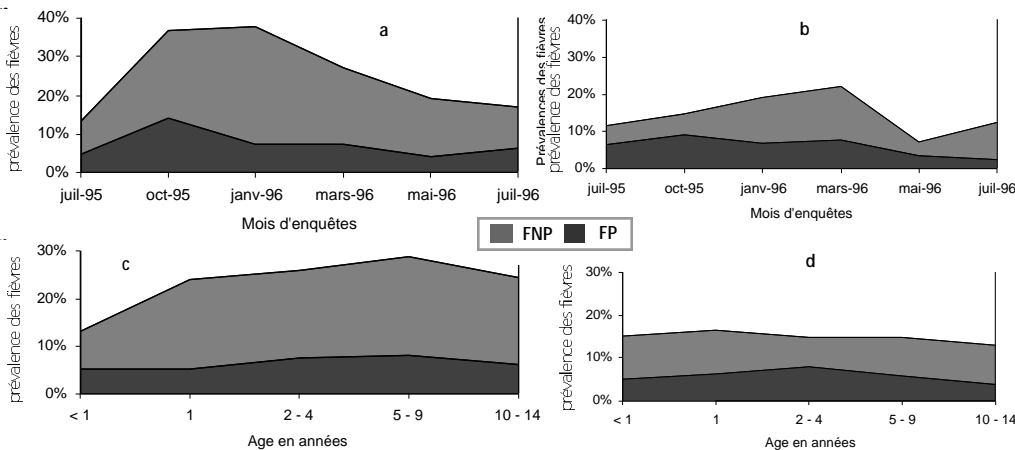 a
prévalence des fièvres
40%
30%
20%
10%
0%
juil-95 oct-95 janv-96 mars-96 mai-96 juil-96
Mois d'enquêtes
b
Prévalences des fièvres
prévalence des fièvres
40%
30%
20%
10%
0%
juil-95 oct-95 janv-96 mars-96 mai-96 juil-96
Mois d'enquêtes
FNP FP
c
prévalence des fièvres
30%
20%
10%
0%
< 1 1 2 - 4 5 - 9 10 - 14
Age en années
d
prévalence des fièvres
30%
20%
10%
0%
< 1 1 2 - 4 5 - 9 10 - 14
Age en années